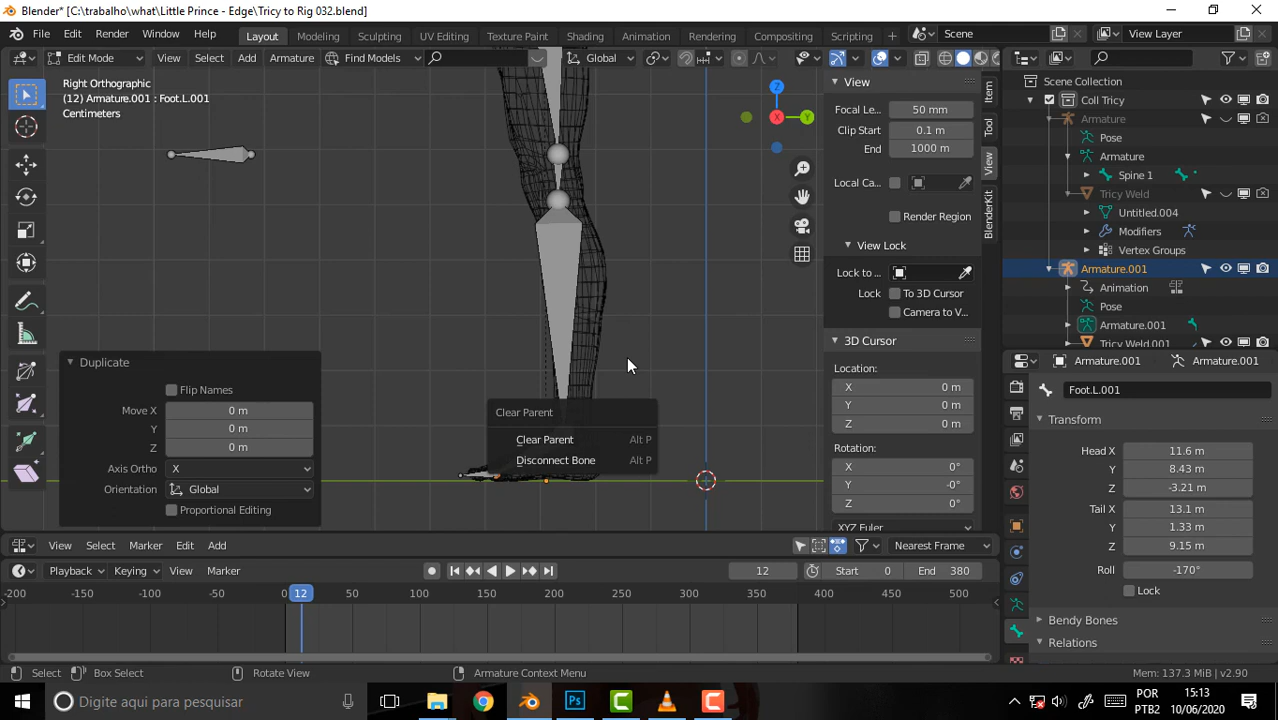 Blender* [C:\trabalho\what\Little Prince - Edge\Tricy to Rig 032.blend]
File Edit Render Window Help Layout Modeling Sculpting UV Editing Texture Paint Shading Animation Rendering Compositing Scripting Scene View Layer
Edit Mode View Select Add Armature Find Models Global
Right Orthographic
(12) Armature.001 : Foot.L.001
Centimeters
Z
X
Y
View
Focal Le... 50 mm
Clip Start 0.1 m
End 1000 m
Local Ca...
Render Region
View Lock
Lock to ...
Lock To 3D Cursor
Camera to V...
3D Cursor
Location:
X 0 m
Y 0 m
Z 0 m
Rotation:
X 0°
Y -0°
Z 0°
XYZ Euler
Item
Tool
View
BlenderKit
Scene Collection
Coll Tricy
Armature
Pose
Armature
Spine 1
Tricy Weld
Untitled.004
Modifiers
Vertex Groups
Armature.001
Animation
Pose
Armature.001
Tricy Weld.001
Armature.001 Armature.001
Foot.L.001
Transform
Head X 11.6 m
Y 8.43 m
Z -3.21 m
Tail X 13.1 m
Y 1.33 m
Z 9.15 m
Roll -170°
Lock
Bendy Bones
Relations
Duplicate
Flip Names
Move X 0 m
Y 0 m
Z 0 m
Axis Ortho X
Orientation Global
Proportional Editing
Clear Parent
Clear Parent Alt P
Disconnect Bone Alt P
View Select Marker Edit Add Nearest Frame
Playback Keying View Marker 12 Start 0 End 380
-200 -150 -100 -50 0 12 50 100 150 200 250 300 350 400 450 500
Select Box Select Rotate View Armature Context Menu Mem: 137.3 MiB | v2.90
Digite aqui para pesquisar
POR
PTB2
15:13
10/06/2020